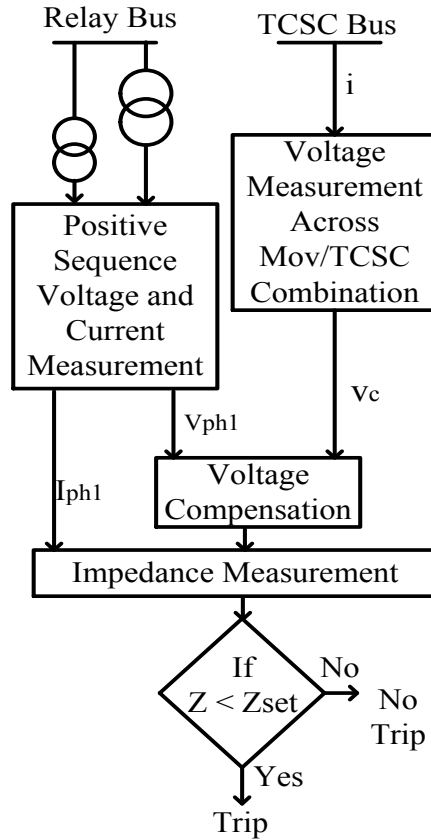 Relay Bus
TCSC Bus
i
Voltage
Measurement
Across
Mov/TCSC
Combination
Positive
Sequence
Voltage and
Current
Measurement
Vph1
vc
Iph1
Voltage
Compensation
Impedance Measurement
If
Z < Zset
No
No
Trip
Yes
Trip